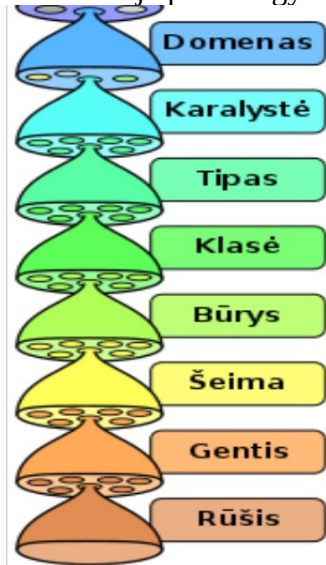 Domenas
Karalystė
Tipas
Klasė
Būrys
Šeima
Gentis
Rūšis